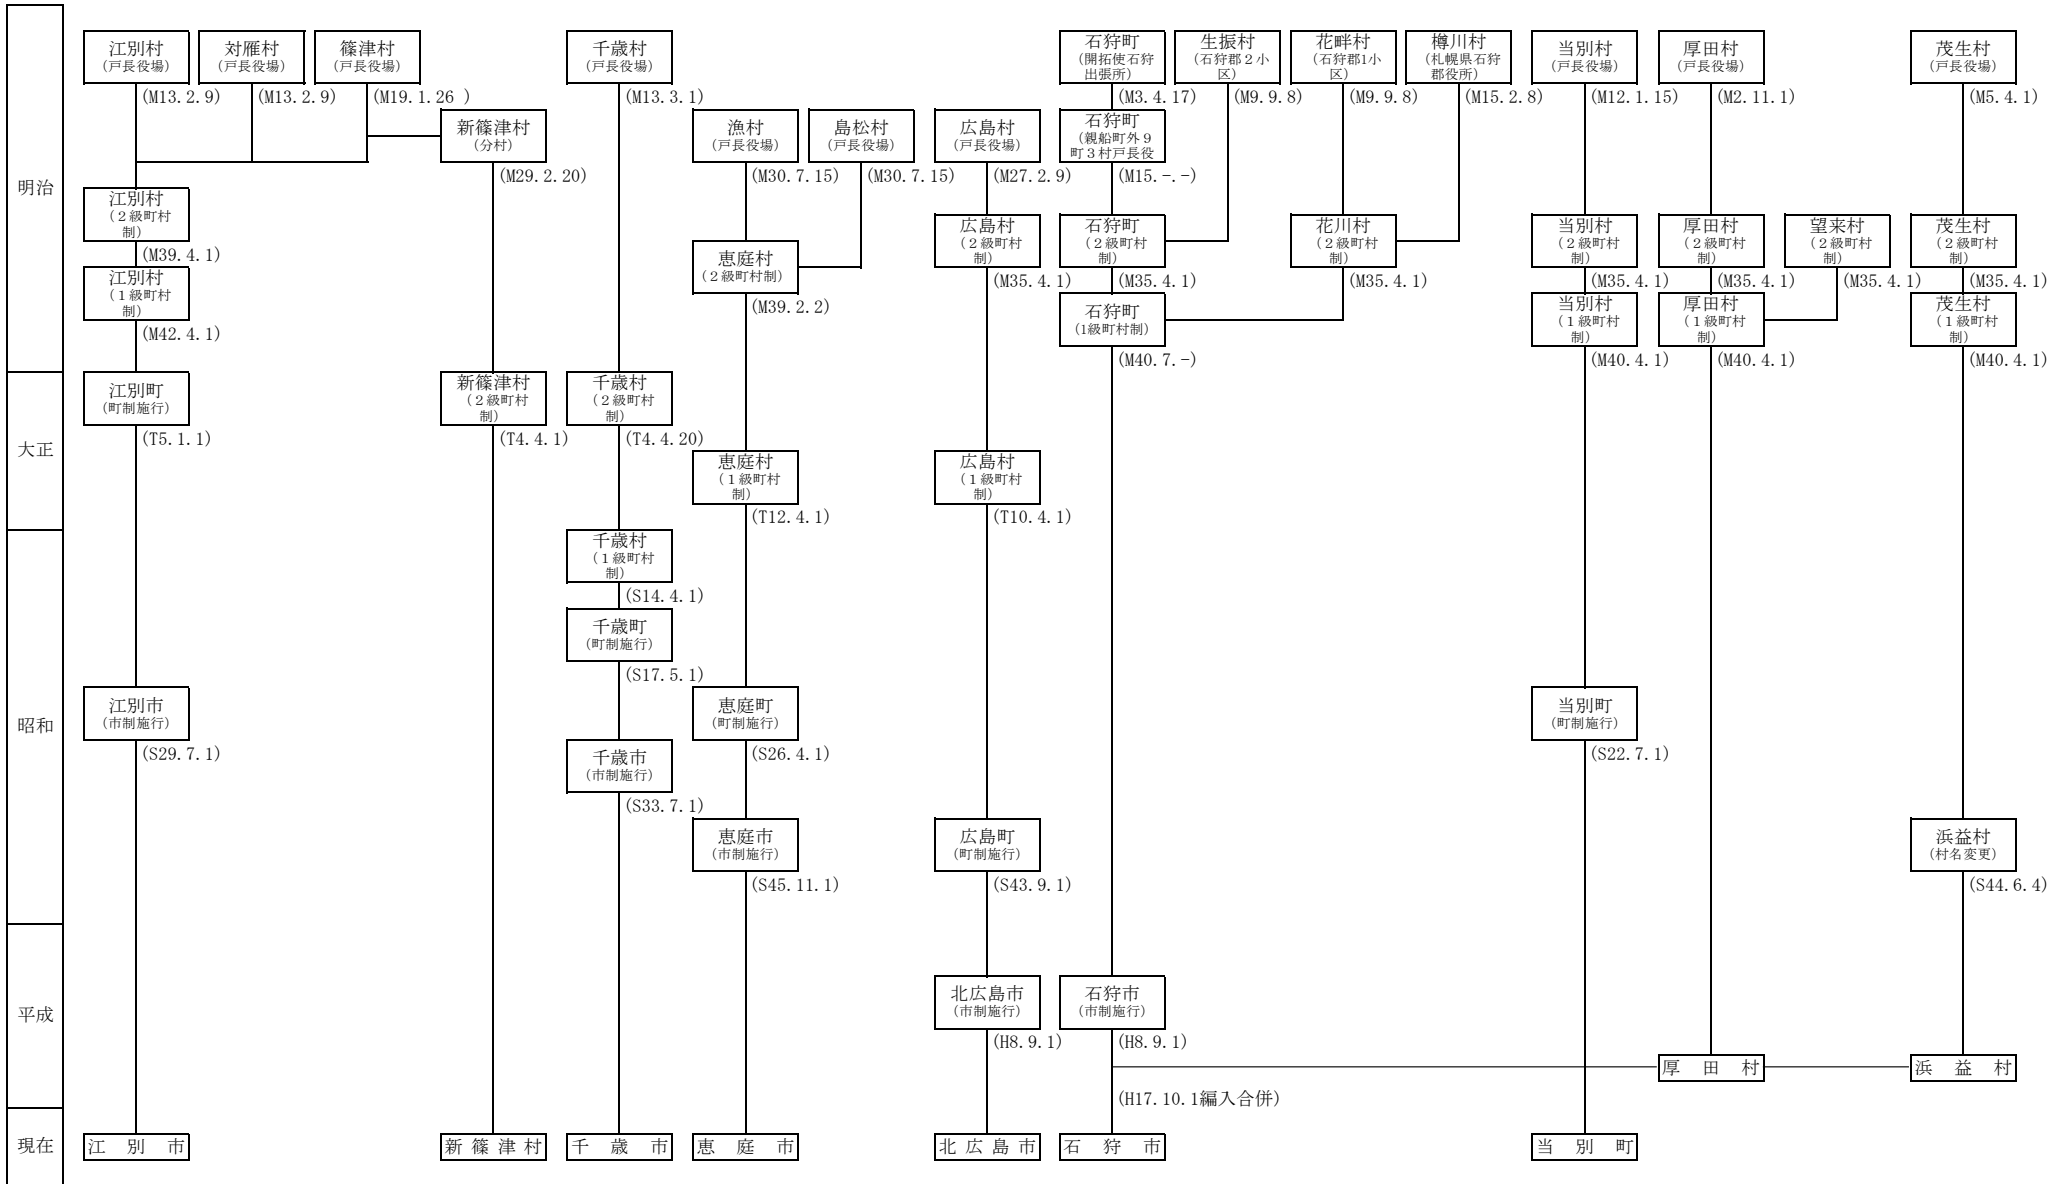 明治
江別村
(戸長役場)
(M13.2.9)
対雁村
(戸長役場)
(M13.2.9)
篠津村
(戸長役場)
(M19.1.26 )
千歳村
(戸長役場)
(M13.3.1)
石狩町
(開拓使石狩
出張所)
(M3.4.17)
生振村
(石狩郡２小
区)
(M9.9.8)
花畔村
(石狩郡1小
区)
(M9.9.8)
樽川村
(札幌県石狩
郡役所)
(M15.2.8)
当別村
(戸長役場)
(M12.1.15)
厚田村
(戸長役場)
(M2.11.1)
茂生村
(戸長役場)
(M5.4.1)
新篠津村
(分村)
(M29.2.20)
漁村
(戸長役場)
(M30.7.15)
島松村
(戸長役場)
(M30.7.15)
広島村
(戸長役場)
(M27.2.9)
石狩町
(親船町外９
町３村戸長役
(M15.-.-)
江別村
(２級町村
制)
(M39.4.1)
恵庭村
(２級町村制)
(M39.2.2)
広島村
(２級町村
制)
(M35.4.1)
石狩町
(２級町村
制)
(M35.4.1)
花川村
(２級町村
制)
(M35.4.1)
当別村
(２級町村
制)
(M35.4.1)
厚田村
(２級町村
制)
(M35.4.1)
望来村
(２級町村
制)
(M35.4.1)
茂生村
(２級町村
制)
(M35.4.1)
江別村
(１級町村
制)
(M42.4.1)
石狩町
(1級町村制)
(M40.7.-)
当別村
(１級町村
制)
(M40.4.1)
厚田村
(１級町村
制)
(M40.4.1)
茂生村
(１級町村
制)
(M40.4.1)
大正
江別町
(町制施行)
(T5.1.1)
新篠津村
(２級町村
制)
(T4.4.1)
千歳村
(２級町村
制)
(T4.4.20)
恵庭村
(１級町村
制)
(T12.4.1)
広島村
(１級町村
制)
(T10.4.1)
昭和
千歳村
(１級町村
制)
(S14.4.1)
千歳町
(町制施行)
(S17.5.1)
江別市
(市制施行)
(S29.7.1)
恵庭町
(町制施行)
(S26.4.1)
当別町
(町制施行)
(S22.7.1)
千歳市
(市制施行)
(S33.7.1)
恵庭市
(市制施行)
(S45.11.1)
広島町
(町制施行)
(S43.9.1)
浜益村
(村名変更)
(S44.6.4)
平成
北広島市
(市制施行)
(H8.9.1)
石狩市
(市制施行)
(H8.9.1)
厚田村
浜益村
(H17.10.1編入合併)
現在
江別市
新篠津村
千歳市
恵庭市
北広島市
石狩市
当別町